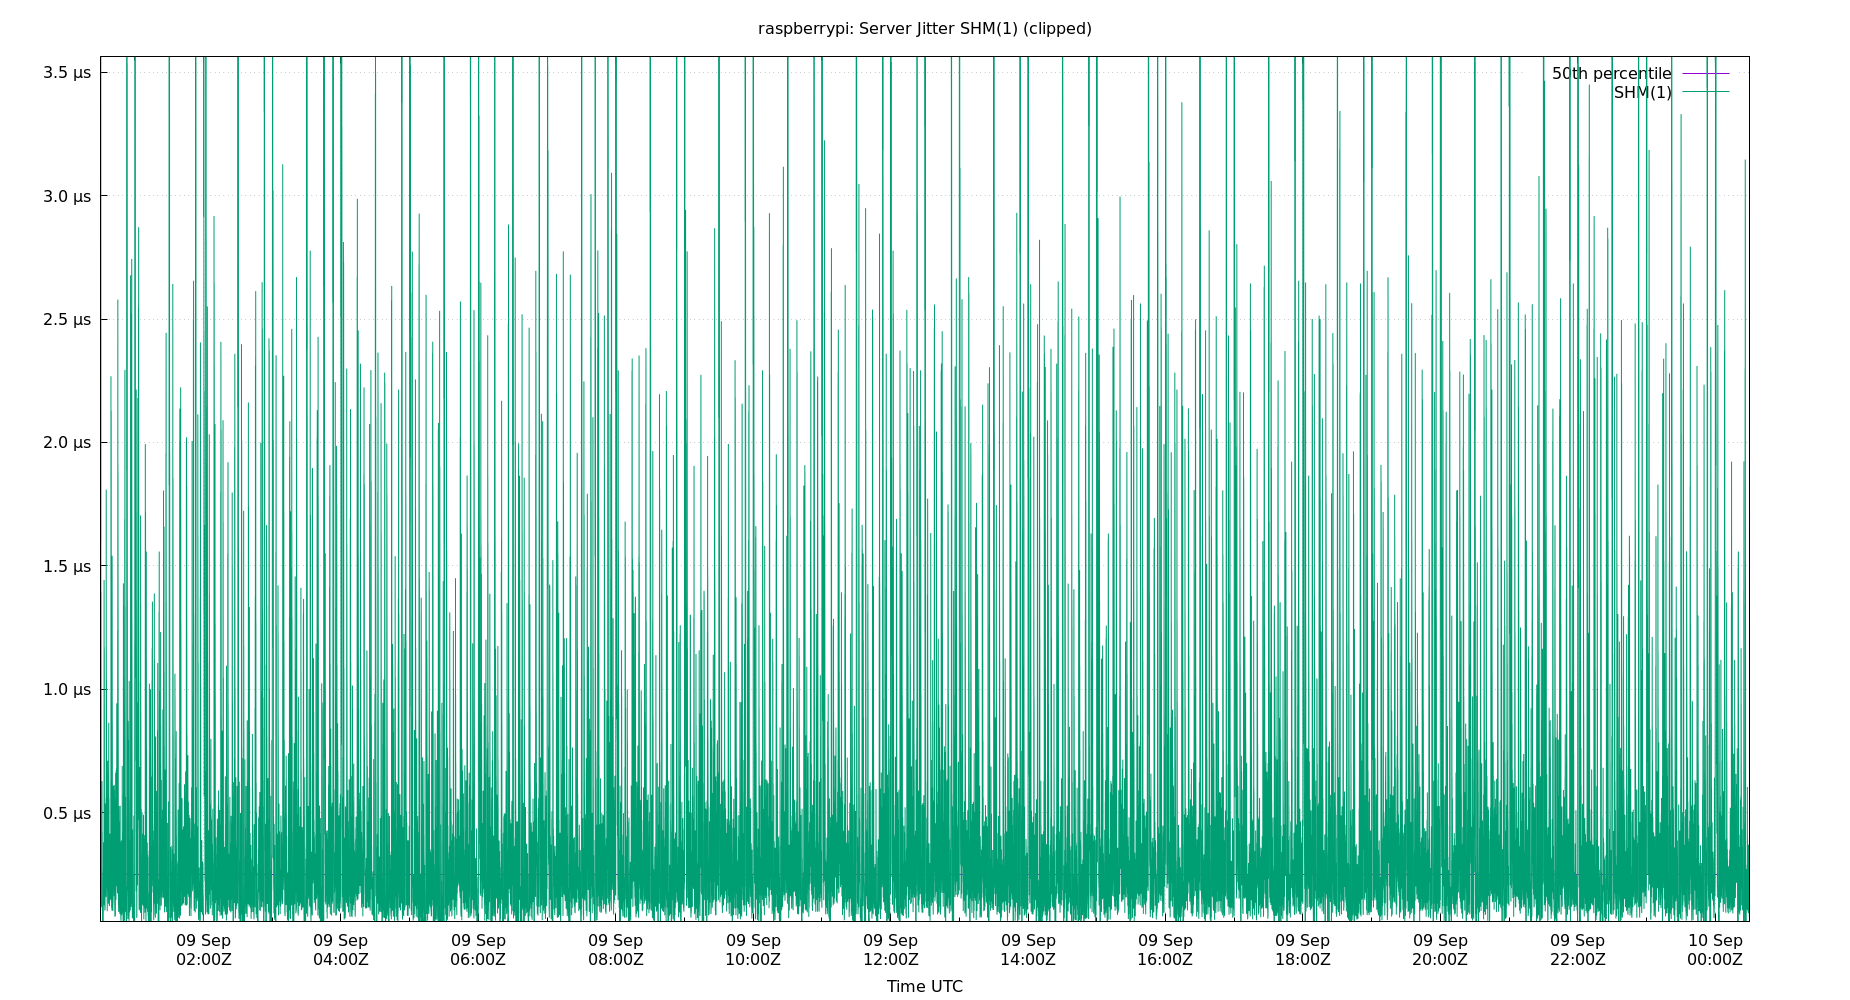 raspberrypi: Server Jitter SHM(1) (clipped)
50th percentile
SHM(1)
3.5 μs
3.0 μs
2.5 μs
2.0 μs
1.5 μs
1.0 μs
0.5 μs
09 Sep 09 Sep 09 Sep 09 Sep 09 Sep 09 Sep 09 Sep 09 Sep 09 Sep 09 Sep 09 Sep 10 Sep
02:00Z 04:00Z 06:00Z 08:00Z 10:00Z 12:00Z 14:00Z 16:00Z 18:00Z 20:00Z 22:00Z 00:00Z
Time UTC